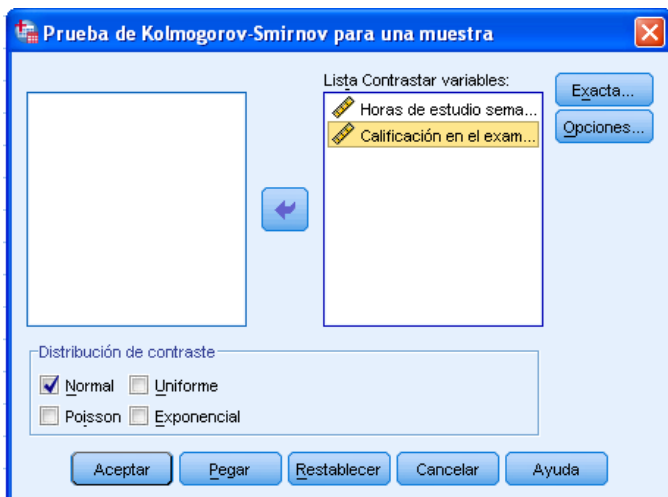 Prueba de Kolmogorov-Smirnov para una muestra
Lista Contrastar variables:
Horas de estudio sema...
Calificación en el exam...
Exacta...
Opciones...
Distribución de contraste
Normal
Uniforme
Poisson
Exponencial
Aceptar
Pegar
Restablecer
Cancelar
Ayuda